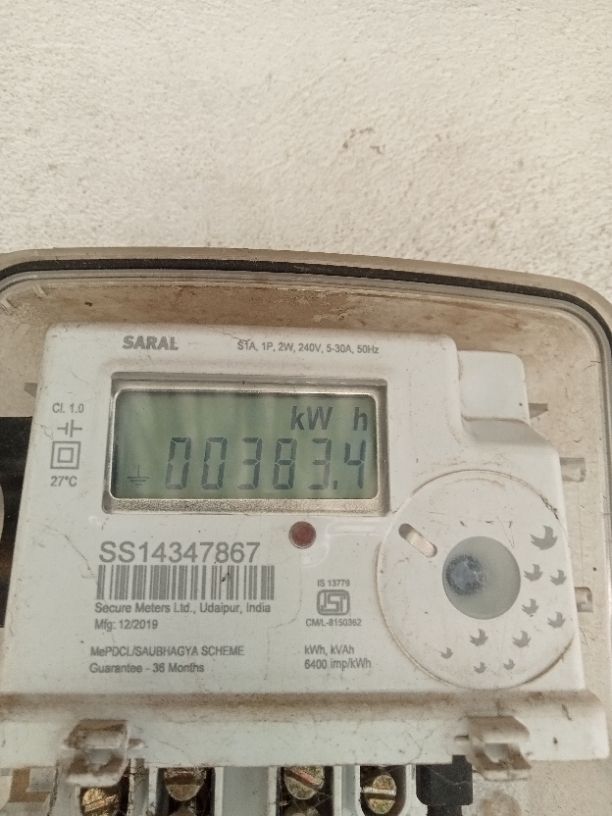 SARAL
S1A, 1P, 2W, 240V, 5-30A, 50Hz
Cl. 1.0
kW h
00383.4
27°C
SS14347867
Secure Meters Ltd., Udaipur, India
Mfg: 12/2019
IS 13779
ISI
CM/L-8150362
MePDCL/SAUBHAGYA SCHEME
Guarantee - 36 Months
kWh, kVAh
6400 imp/kWh